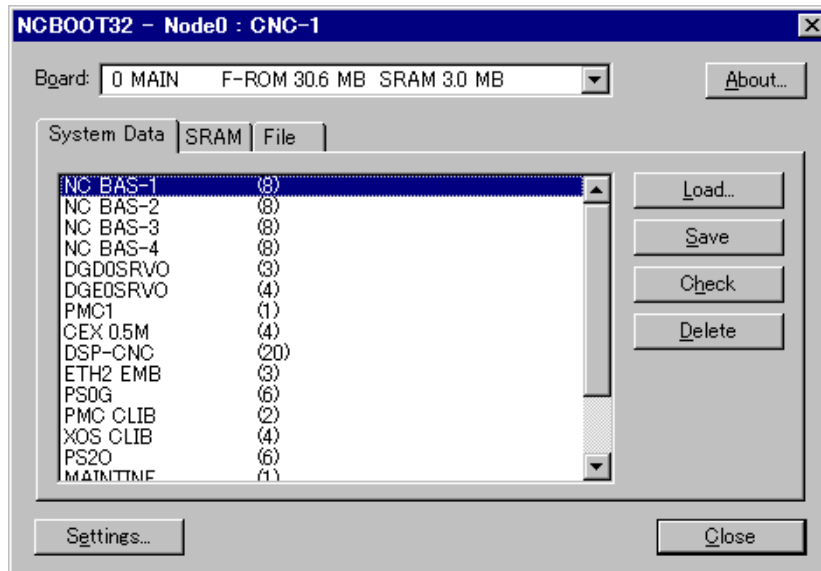 NCBOOT32 - Node0 : CNC-1
Board: 0 MAIN F-ROM 30.6 MB SRAM 3.0 MB About...
System Data SRAM File
NC BAS-1 (8)
NC BAS-2 (8)
NC BAS-3 (8)
NC BAS-4 (8)
DGD0SRVO (3)
DGE0SRVO (4)
PMC1 (1)
CEX 0.5M (4)
DSP-CNC (20)
ETH2 EMB (3)
PS0G (6)
PMC CLIB (2)
XOS CLIB (4)
PS2O (6)
MAINTINF (1)
Load...
Save
Check
Delete
Settings...
Close